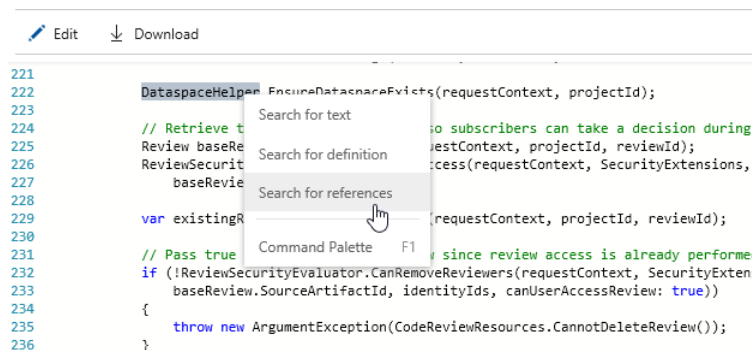 Edit Download
221
222 DataspaceHelper.EnsureDataspaceExists(requestContext, projectId);
223
Search for text
224 // Retrieve t so subscribers can take a decision during
225 Review baseRe uestContext, projectId, reviewId);
Search for definition
226 ReviewSecurit ccess(requestContext, SecurityExtensions,
227 baseRevie
Search for references
228
229 var existingR (requestContext, projectId, reviewId);
230
Command Palette F1
231 // Pass true w since review access is already performe
232 if (!ReviewSecurityEvaluator.CanRemoveReviewers(requestContext, SecurityExten
233 baseReview.SourceArtifactId, identityIds, canUserAccessReview: true))
234 {
235 throw new ArgumentException(CodeReviewResources.CannotDeleteReview());
236 }